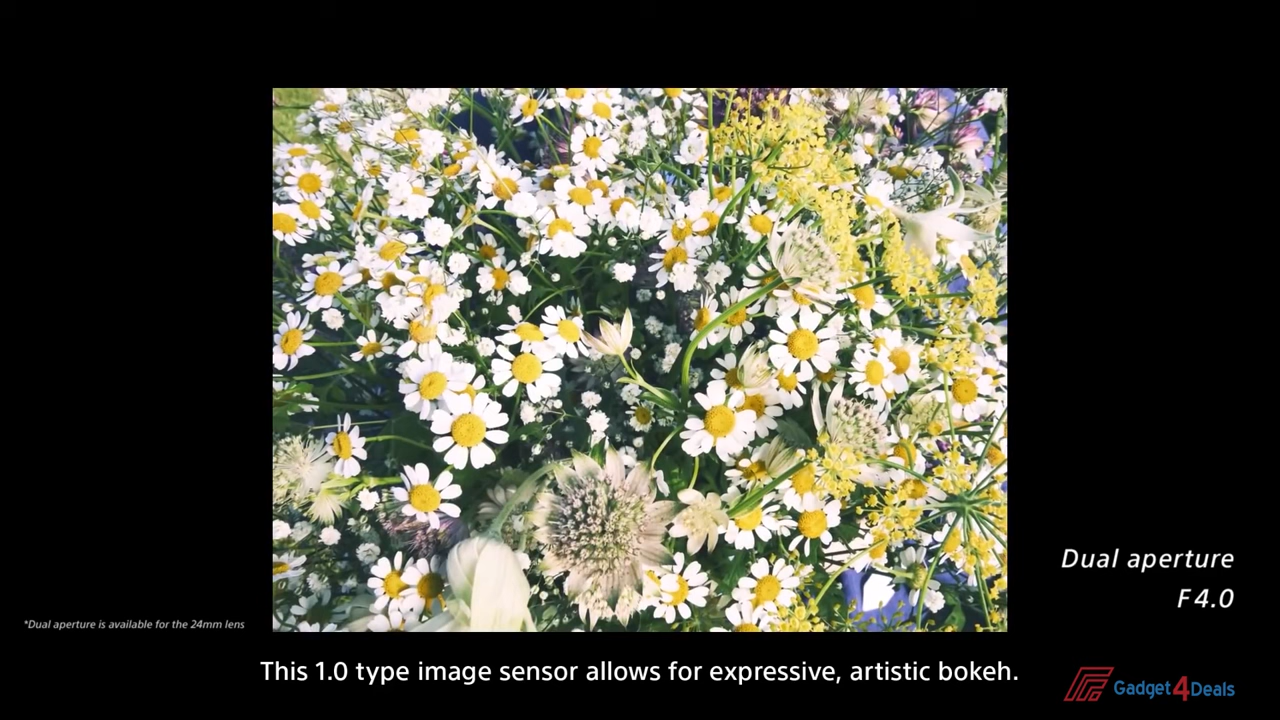 Dual aperture
F4.0
*Dual aperture is available for the 24mm lens
This 1.0 type image sensor allows for expressive, artistic bokeh.
Gadget4Deals